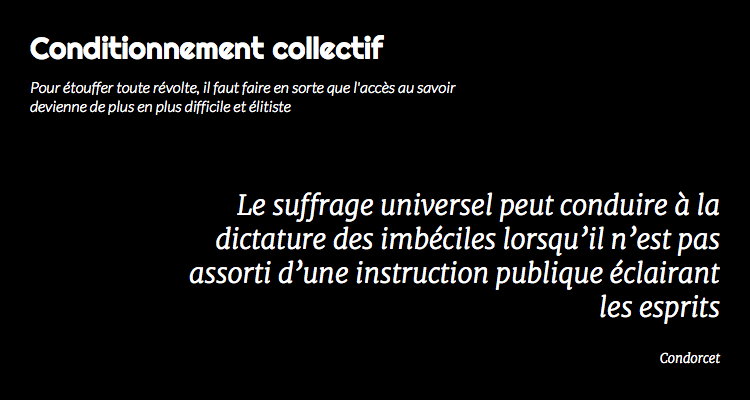 Conditionnement collectif
Pour étouffer toute révolte, il faut faire en sorte que l'accès au savoir
devienne de plus en plus difficile et élitiste
Le suffrage universel peut conduire à la
dictature des imbéciles lorsqu’il n’est pas
assorti d’une instruction publique éclairant
les esprits
Condorcet